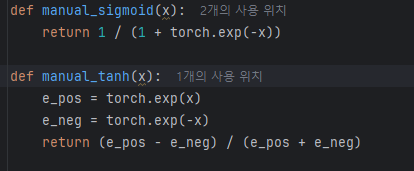 def manual_sigmoid(x):  2개의 사용 위치
    return 1 / (1 + torch.exp(-x))

def manual_tanh(x):  1개의 사용 위치
    e_pos = torch.exp(x)
    e_neg = torch.exp(-x)
    return (e_pos - e_neg) / (e_pos + e_neg)